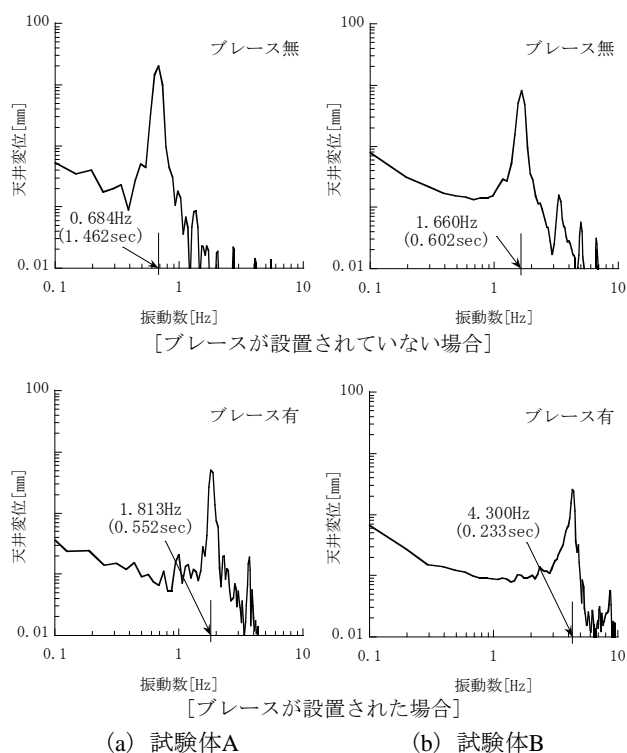 100
ブレース無
天井変位[mm]
0.684Hz
(1.462sec)
0.01
0.1
1
10
振動数[Hz]
100
ブレース無
天井変位[mm]
1.660Hz
(0.602sec)
0.01
0.1
1
10
振動数[Hz]
[ブレースが設置されていない場合]
100
ブレース有
天井変位[mm]
1.813Hz
(0.552sec)
0.01
0.1
1
10
振動数[Hz]
100
ブレース有
天井変位[mm]
4.300Hz
(0.233sec)
0.01
0.1
1
10
振動数[Hz]
[ブレースが設置された場合]
(a) 試験体A
(b) 試験体B